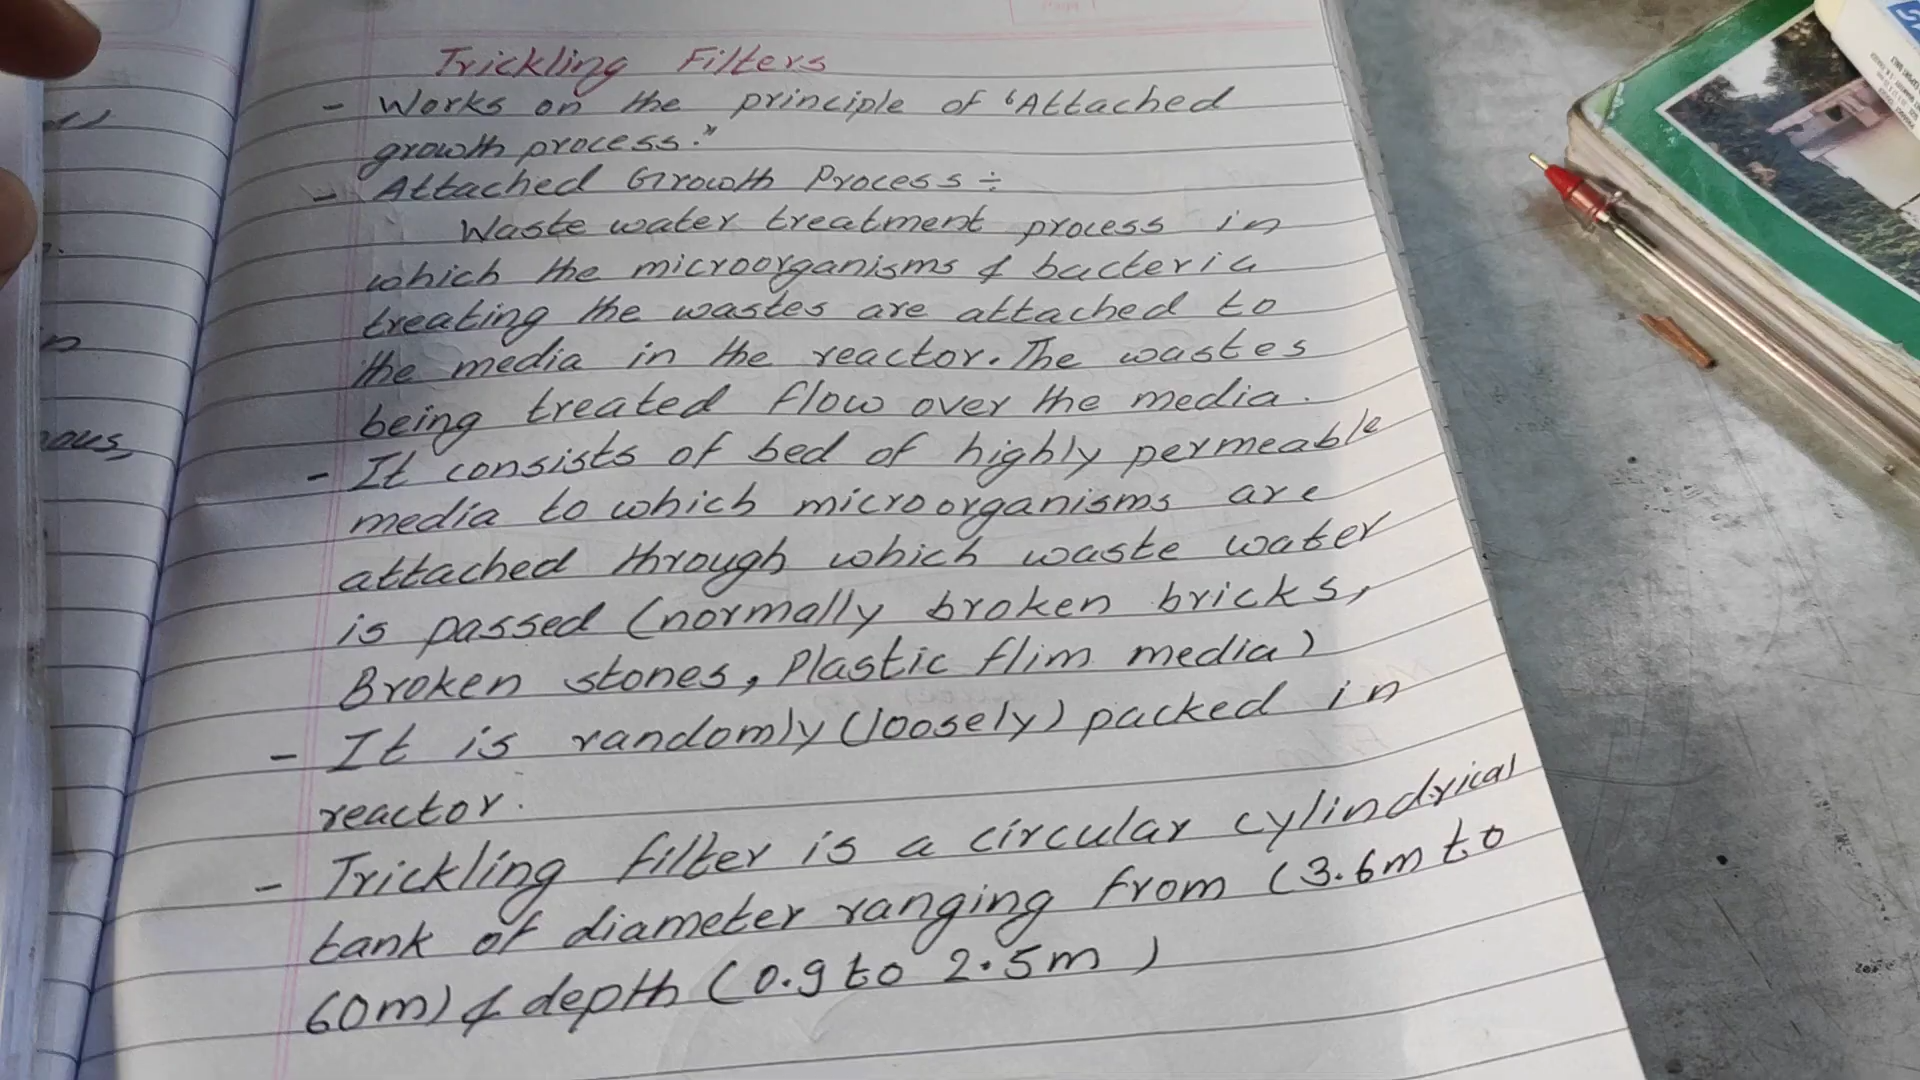 Trickling Filters
- Works on the principle of "Attached
growth process."
- Attached Growth Process ÷
Waste water treatment process in
which the microorganisms & bacteria
treating the wastes are attached to
the media in the reactor. The wastes
being treated flow over the media.
- It consists of bed of highly permeable
media to which microorganisms are
attached through which waste water
is passed (normally broken bricks,
Broken stones, Plastic flim media)
- It is randomly (loosely) packed in
reactor.
- Trickling filter is a circular cylindrical
tank of diameter ranging from (3.6m to
60m) & depth (0.9 to 2.5m)